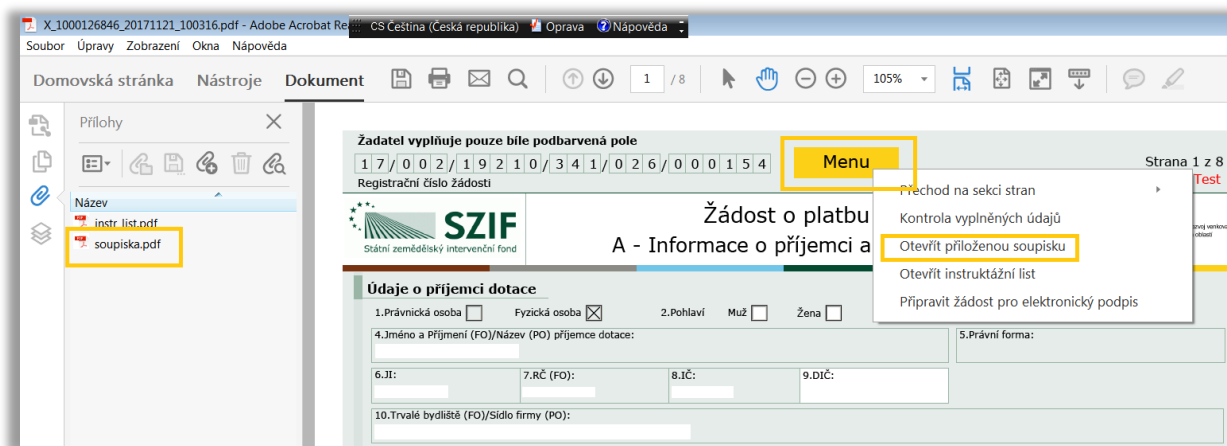 X_1000126846_20171121_100316.pdf - Adobe Acrobat Re
CS Čeština (Česká republika) Oprava Nápověda
Soubor Úpravy Zobrazení Okna Nápověda
Domovská stránka Nástroje Dokument 1 / 8 105%
Přílohy
Název
instr_list.pdf
soupiska.pdf
Žadatel vyplňuje pouze bíle podbarvená pole
17/002/19210/341/026/000154
Registrační číslo žádosti
Menu
Strana 1 z 8
Test
Přechod na sekci stran
Kontrola vyplněných údajů
Otevřít přiloženou soupisku
Otevřít instruktážní list
Připravit žádost pro elektronický podpis
SZIF
Státní zemědělský intervenční fond
Žádost o platbu
A - Informace o příjemci a
Údaje o příjemci dotace
1.Právnická osoba Fyzická osoba 2.Pohlaví Muž Žena
4.Jméno a Příjmení (FO)/Název (PO) příjemce dotace: 5.Právní forma:
6.JI: 7.RČ (FO): 8.IČ: 9.DIČ:
10.Trvalé bydliště (FO)/Sídlo firmy (PO):